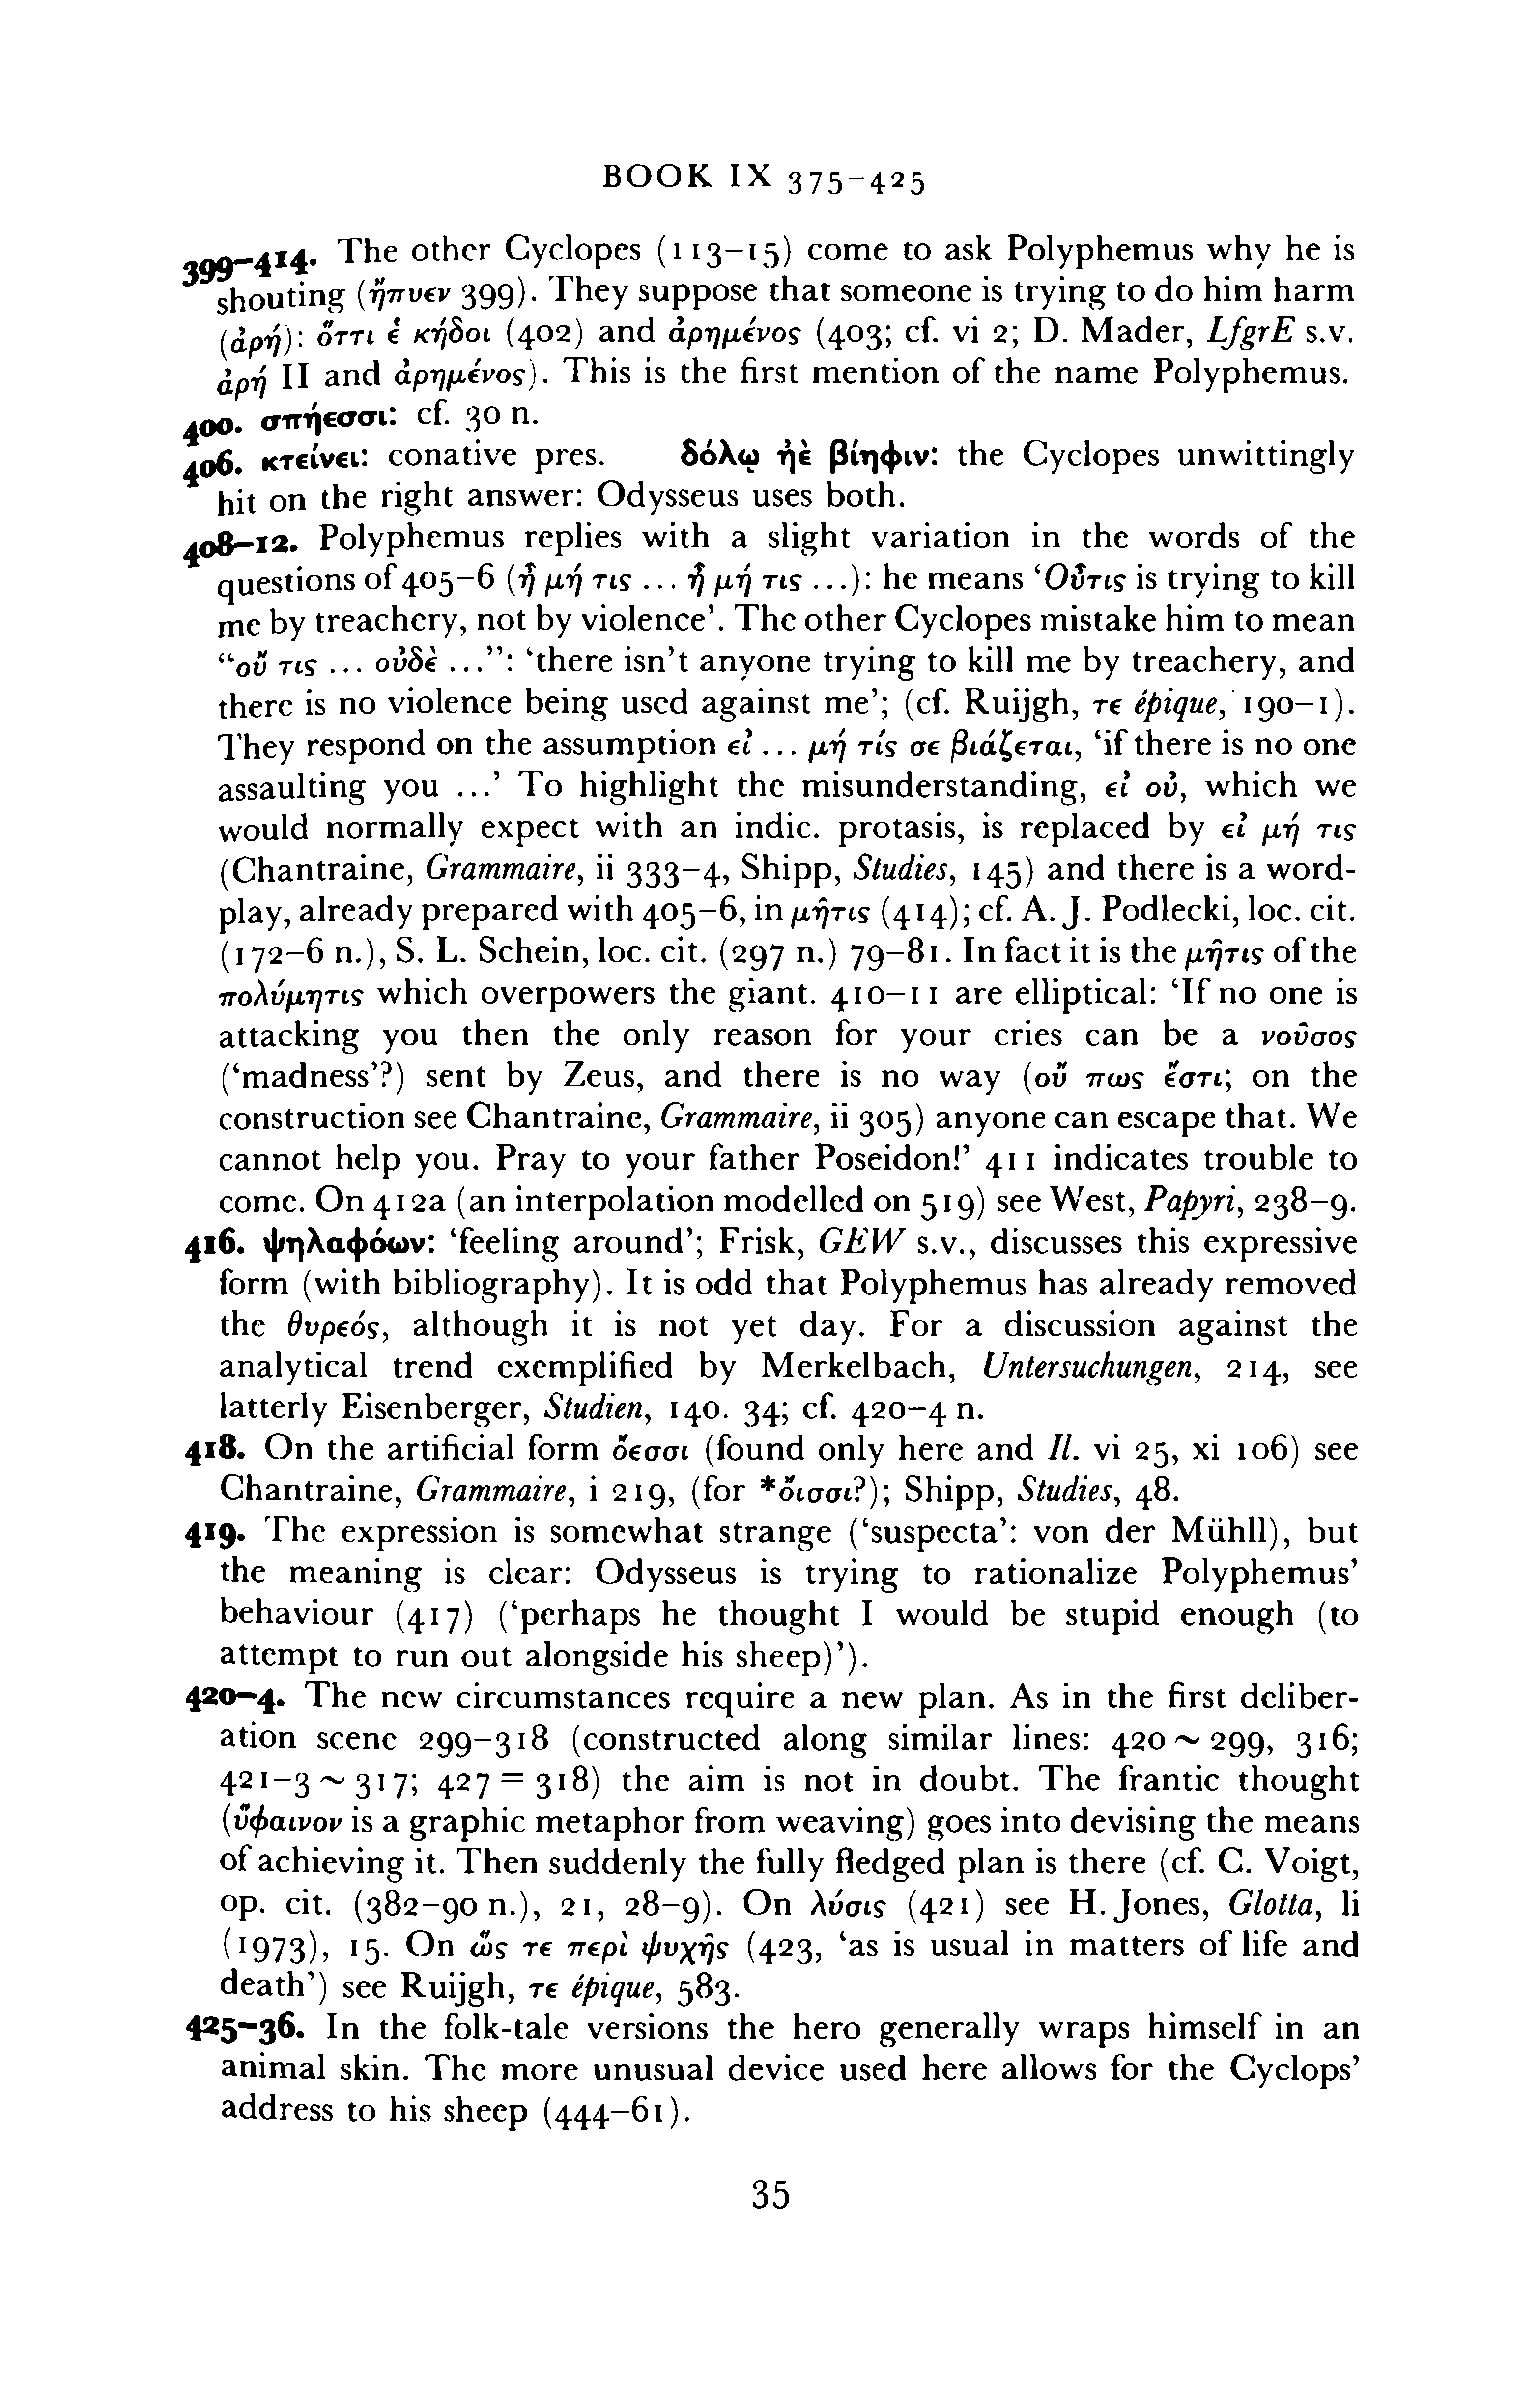 BOOK IX 375–425
399–414. The other Cyclopes (113–15) come to ask Polyphemus why he is
shouting (ἤπυεν 399). They suppose that someone is trying to do him harm
(ἀρή): ὅττι ἑ κήδοι (402) and ἀρημένος (403; cf. vi 2; D. Mader, LfgrE s.v.
ἀρή II and ἀρημένος). This is the first mention of the name Polyphemus.
400. σπήεσσι: cf. 30 n.
406. κτείνει: conative pres. δόλῳ ἠὲ βίηφιν: the Cyclopes unwittingly
hit on the right answer: Odysseus uses both.
408–12. Polyphemus replies with a slight variation in the words of the
questions of 405–6 (ἦ μή τις ... ἦ μή τις ...): he means ‘Οὖτις is trying to kill
me by treachery, not by violence’. The other Cyclopes mistake him to mean
“οὔ τις ... οὐδὲ ...”: ‘there isn’t anyone trying to kill me by treachery, and
there is no violence being used against me’; (cf. Ruijgh, τε épique, 190–1).
They respond on the assumption εἰ ... μή τίς σε βιάζεται, ‘if there is no one
assaulting you ...’ To highlight the misunderstanding, εἰ οὐ, which we
would normally expect with an indic. protasis, is replaced by εἰ μή τις
(Chantraine, Grammaire, ii 333–4, Shipp, Studies, 145) and there is a word-
play, already prepared with 405–6, in μῆτις (414); cf. A. J. Podlecki, loc. cit.
(172–6 n.), S. L. Schein, loc. cit. (297 n.) 79–81. In fact it is the μῆτις of the
πολύμητις which overpowers the giant. 410–11 are elliptical: ‘If no one is
attacking you then the only reason for your cries can be a νοῦσος
(‘madness’?) sent by Zeus, and there is no way (οὔ πως ἔστι; on the
construction see Chantraine, Grammaire, ii 305) anyone can escape that. We
cannot help you. Pray to your father Poseidon!’ 411 indicates trouble to
come. On 412a (an interpolation modelled on 519) see West, Papyri, 238–9.
416. ψηλαφόων: ‘feeling around’; Frisk, GEW s.v., discusses this expressive
form (with bibliography). It is odd that Polyphemus has already removed
the θυρεός, although it is not yet day. For a discussion against the
analytical trend exemplified by Merkelbach, Untersuchungen, 214, see
latterly Eisenberger, Studien, 140. 34; cf. 420–4 n.
418. On the artificial form ὄεσσι (found only here and Il. vi 25, xi 106) see
Chantraine, Grammaire, i 219, (for *ὄισσι?); Shipp, Studies, 48.
419. The expression is somewhat strange (‘suspecta’: von der Mühll), but
the meaning is clear: Odysseus is trying to rationalize Polyphemus’
behaviour (417) (‘perhaps he thought I would be stupid enough (to
attempt to run out alongside his sheep)’).
420–4. The new circumstances require a new plan. As in the first deliber-
ation scene 299–318 (constructed along similar lines: 420 ~ 299, 316;
421–3 ~ 317; 427 = 318) the aim is not in doubt. The frantic thought
(ὕφαινον is a graphic metaphor from weaving) goes into devising the means
of achieving it. Then suddenly the fully fledged plan is there (cf. C. Voigt,
op. cit. (382–90 n.), 21, 28–9). On λύσις (421) see H. Jones, Glotta, li
(1973), 15. On ὥς τε περὶ ψυχῆς (423, ‘as is usual in matters of life and
death’) see Ruijgh, τε épique, 583.
425–36. In the folk-tale versions the hero generally wraps himself in an
animal skin. The more unusual device used here allows for the Cyclops’
address to his sheep (444–61).
35